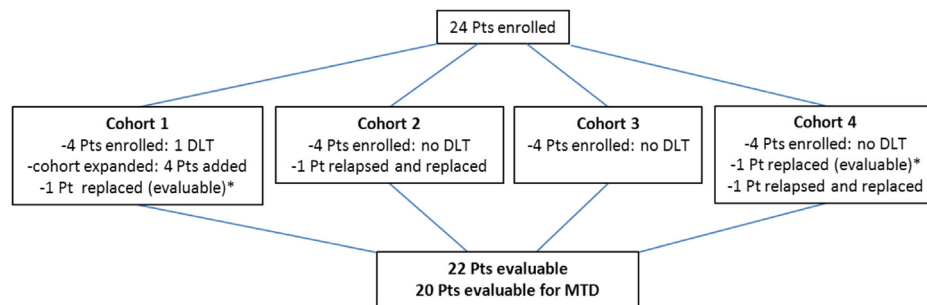 24 Pts enrolled
Cohort 1
-4 Pts enrolled: 1 DLT
-cohort expanded: 4 Pts added
-1 Pt replaced (evaluable)*
Cohort 2
-4 Pts enrolled: no DLT
-1 Pt relapsed and replaced
Cohort 3
-4 Pts enrolled: no DLT
Cohort 4
-4 Pts enrolled: no DLT
-1 Pt replaced (evaluable)*
-1 Pt relapsed and replaced
22 Pts evaluable
20 Pts evaluable for MTD